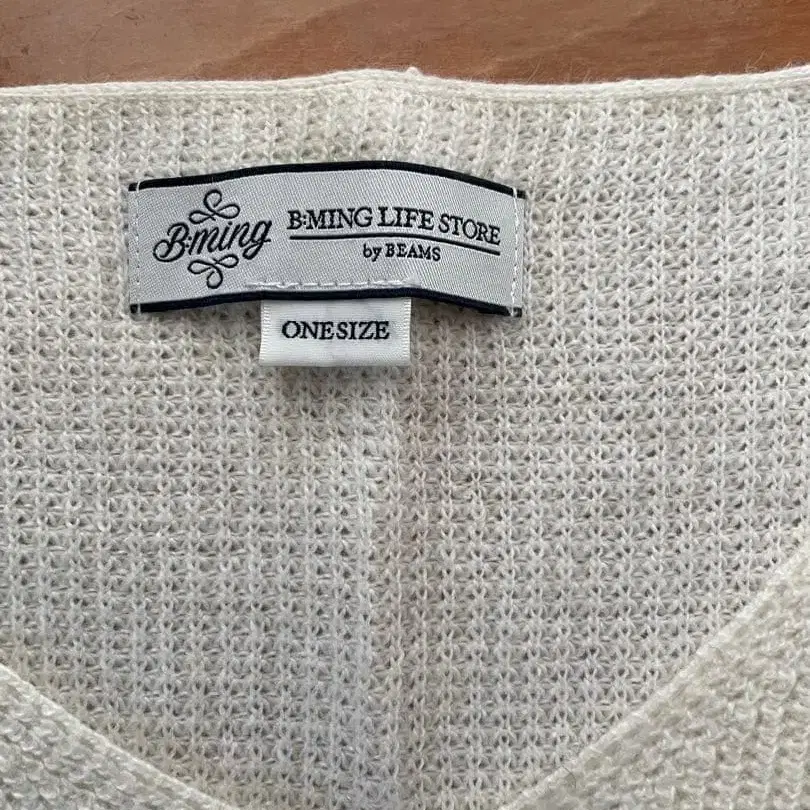 B:ming
B:MING LIFE STORE
by BEAMS
ONE SIZE